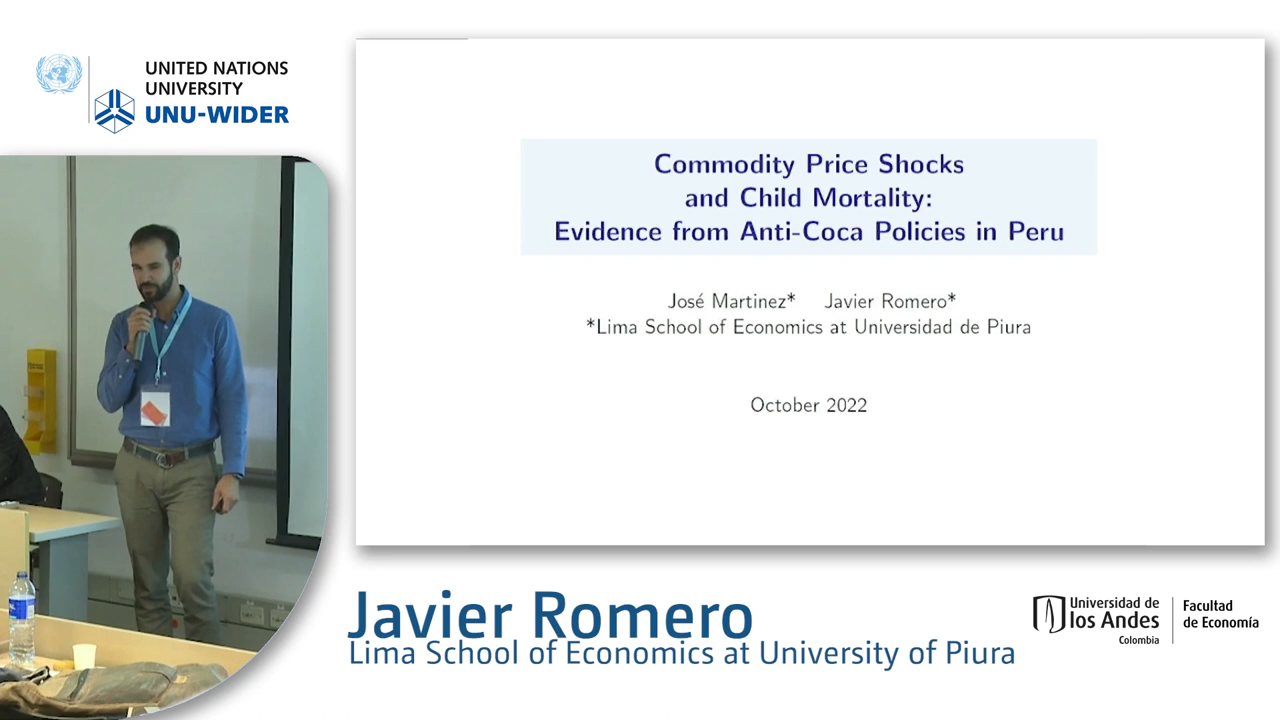 UNITED NATIONS
UNIVERSITY
UNU-WIDER
Commodity Price Shocks
and Child Mortality:
Evidence from Anti-Coca Policies in Peru
José Martinez* Javier Romero*
*Lima School of Economics at Universidad de Piura
October 2022
Javier Romero
Lima School of Economics at University of Piura
Universidad de
los Andes
Colombia
Facultad
de Economía